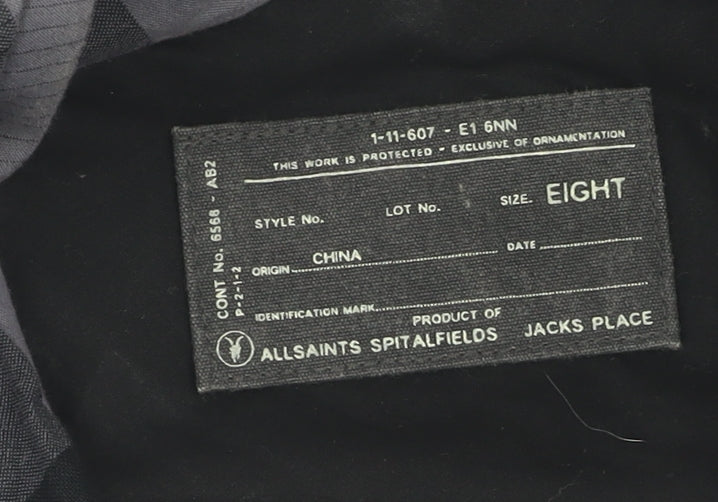 1-11-607 - E1 6NN
THIS WORK IS PROTECTED - EXCLUSIVE OF ORNAMENTATION
STYLE No. LOT No. SIZE. EIGHT
ORIGIN CHINA DATE
IDENTIFICATION MARK
PRODUCT OF
ALLSAINTS SPITALFIELDS JACKS PLACE
CONT No. 6568 - AB2
P-2-1-2